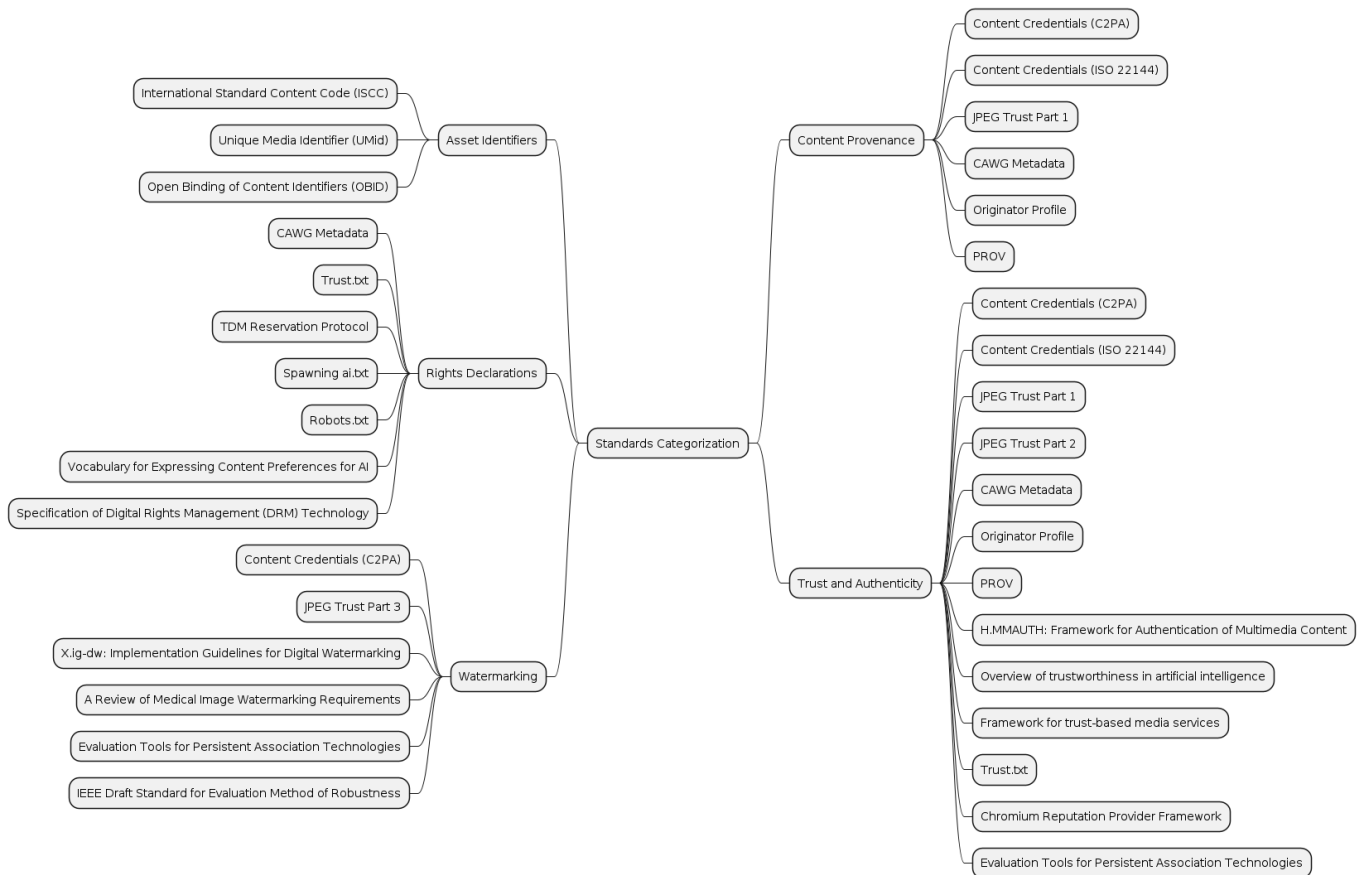 Standards Categorization
Content Provenance
Content Credentials (C2PA)
Content Credentials (ISO 22144)
JPEG Trust Part 1
CAWG Metadata
Originator Profile
PROV
Trust and Authenticity
Content Credentials (C2PA)
Content Credentials (ISO 22144)
JPEG Trust Part 1
JPEG Trust Part 2
CAWG Metadata
Originator Profile
PROV
H.MMAUTH: Framework for Authentication of Multimedia Content
Overview of trustworthiness in artificial intelligence
Framework for trust-based media services
Trust.txt
Chromium Reputation Provider Framework
Evaluation Tools for Persistent Association Technologies
Asset Identifiers
International Standard Content Code (ISCC)
Unique Media Identifier (UMid)
Open Binding of Content Identifiers (OBID)
Rights Declarations
CAWG Metadata
Trust.txt
TDM Reservation Protocol
Spawning ai.txt
Robots.txt
Vocabulary for Expressing Content Preferences for AI
Specification of Digital Rights Management (DRM) Technology
Watermarking
Content Credentials (C2PA)
JPEG Trust Part 3
X.ig-dw: Implementation Guidelines for Digital Watermarking
A Review of Medical Image Watermarking Requirements
Evaluation Tools for Persistent Association Technologies
IEEE Draft Standard for Evaluation Method of Robustness